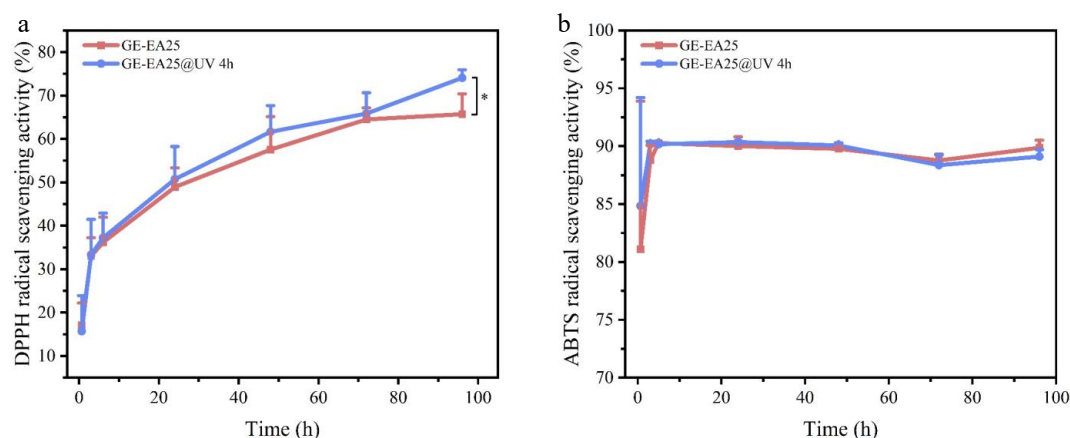 a
DPPH radical scavenging activity (%)
80
70
60
50
40
30
20
10
GE-EA25
GE-EA25@UV 4h
*
0
20
40
60
80
100
Time (h)
b
ABTS radical scavenging activity (%)
100
95
90
85
80
75
70
GE-EA25
GE-EA25@UV 4h
0
20
40
60
80
100
Time (h)